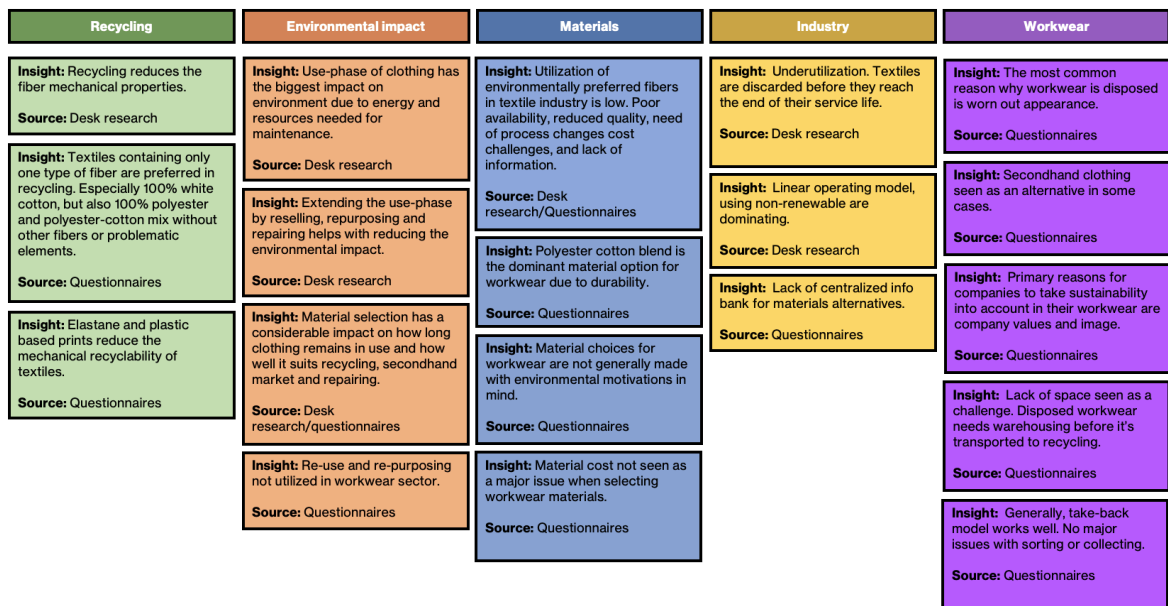 Recycling
Insight: Recycling reduces the
fiber mechanical properties.
Source: Desk research
Insight: Textiles containing only
one type of fiber are preferred in
recycling. Especially 100% white
cotton, but also 100% polyester
and polyester-cotton mix without
other fibers or problematic
elements.
Source: Questionnaires
Insight: Elastane and plastic
based prints reduce the
mechanical recyclability of
textiles.
Source: Questionnaires
Environmental impact
Insight: Use-phase of clothing has
the biggest impact on
environment due to energy and
resources needed for
maintenance.
Source: Desk research
Insight: Extending the use-phase
by reselling, repurposing and
repairing helps with reducing the
environmental impact.
Source: Desk research
Insight: Material selection has a
considerable impact on how long
clothing remains in use and how
well it suits recycling, secondhand
market and repairing.
Source: Desk
research/questionnaires
Insight: Re-use and re-purposing
not utilized in workwear sector.
Source: Questionnaires
Materials
Insight: Utilization of
environmentally preferred fibers
in textile industry is low. Poor
availability, reduced quality, need
of process changes cost
challenges, and lack of
information.
Source: Desk
research/Questionnaires
Insight: Polyester cotton blend is
the dominant material option for
workwear due to durability.
Source: Questionnaires
Insight: Material choices for
workwear are not generally made
with environmental motivations in
mind.
Source: Questionnaires
Insight: Material cost not seen as
a major issue when selecting
workwear materials.
Source: Questionnaires
Industry
Insight: Underutilization. Textiles
are discarded before they reach
the end of their service life.
Source: Desk research
Insight: Linear operating model,
using non-renewable are
dominating.
Source: Desk research
Insight: Lack of centralized info
bank for materials alternatives.
Source: Questionnaires
Workwear
Insight: The most common
reason why workwear is disposed
is worn out appearance.
Source: Questionnaires
Insight: Secondhand clothing
seen as an alternative in some
cases.
Source: Questionnaires
Insight: Primary reasons for
companies to take sustainability
into account in their workwear are
company values and image.
Source: Questionnaires
Insight: Lack of space seen as a
challenge. Disposed workwear
needs warehousing before it's
transported to recycling.
Source: Questionnaires
Insight: Generally, take-back
model works well. No major
issues with sorting or collecting.
Source: Questionnaires